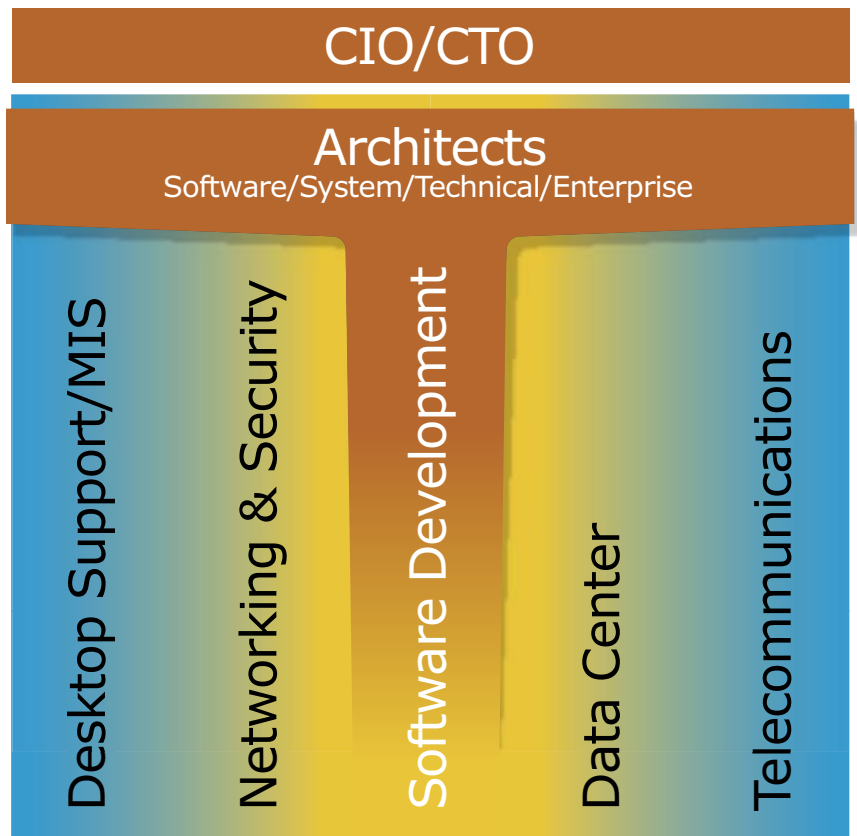 CIO/CTO
Architects
Software/System/Technical/Enterprise
Desktop Support/MIS
Networking & Security
Software Development
Data Center
Telecommunications